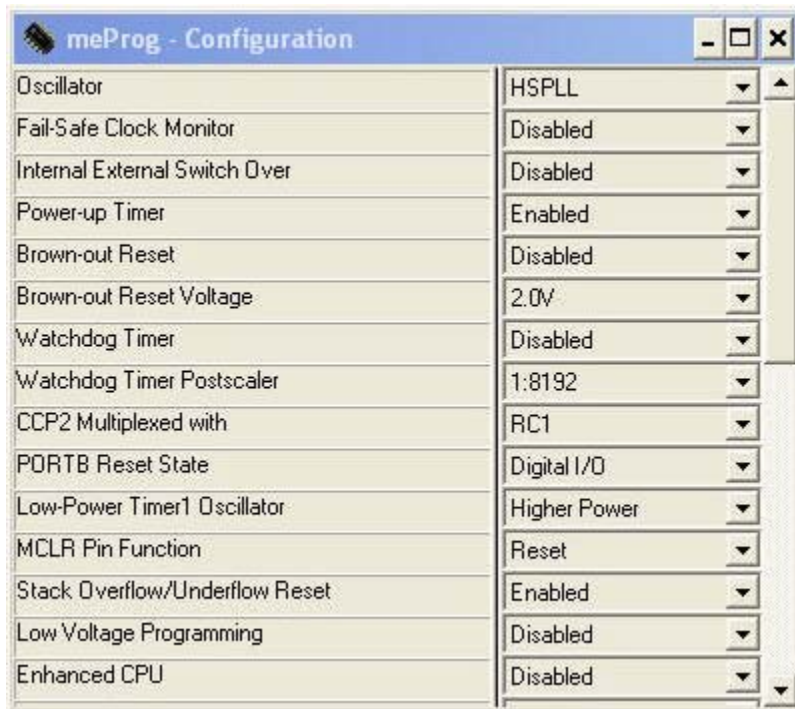 meProg - Configuration
Oscillator HSPLL
Fail-Safe Clock Monitor Disabled
Internal External Switch Over Disabled
Power-up Timer Enabled
Brown-out Reset Disabled
Brown-out Reset Voltage 2.0V
Watchdog Timer Disabled
Watchdog Timer Postscaler 1:8192
CCP2 Multiplexed with RC1
PORTB Reset State Digital I/O
Low-Power Timer1 Oscillator Higher Power
MCLR Pin Function Reset
Stack Overflow/Underflow Reset Enabled
Low Voltage Programming Disabled
Enhanced CPU Disabled